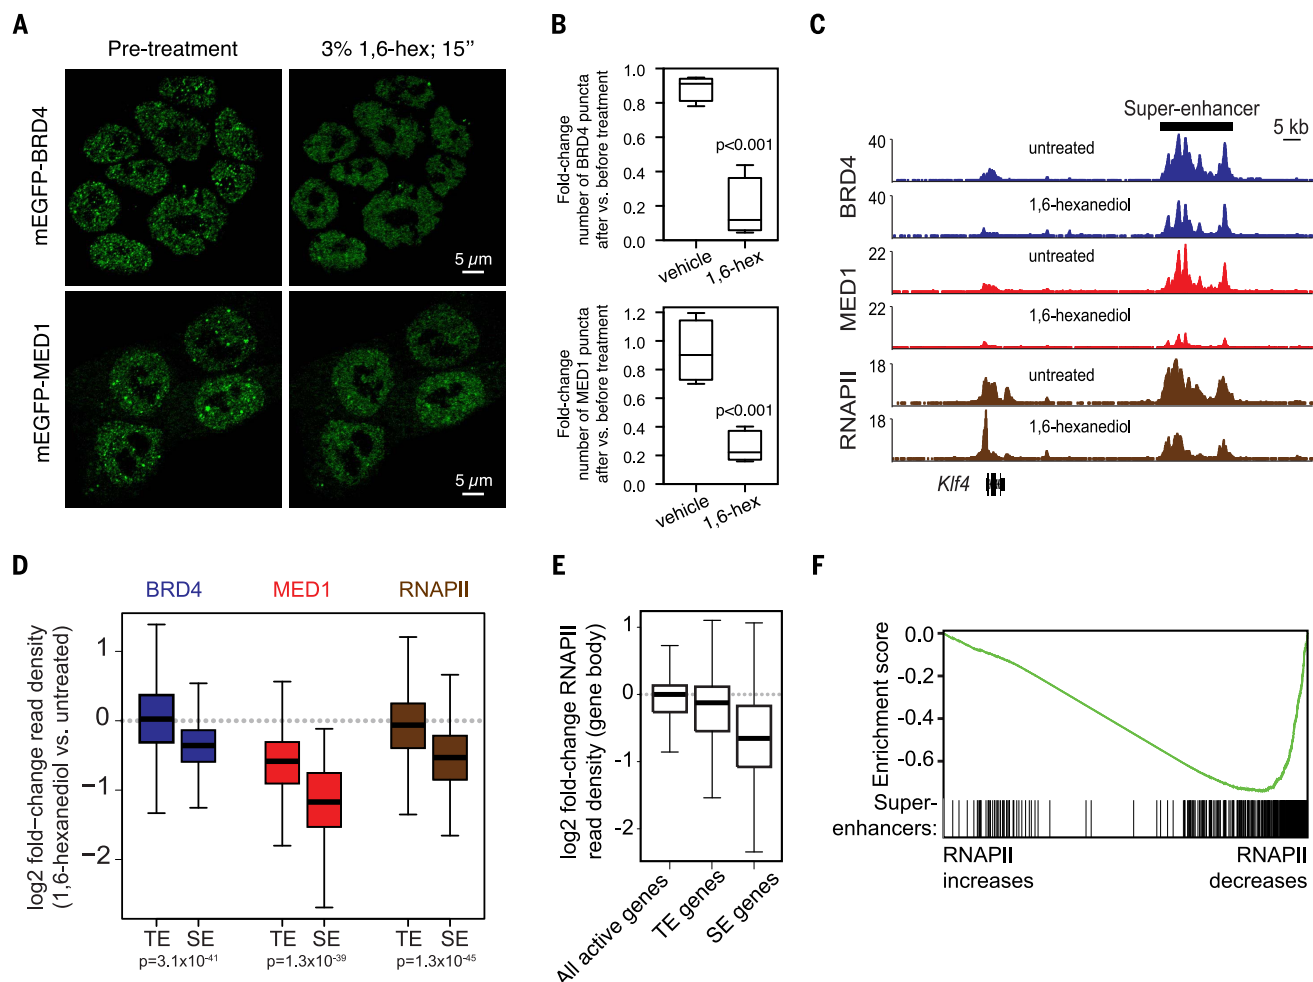 A
Pre-treatment
3% 1,6-hex; 15”
mEGFP-BRD4
5 µm
mEGFP-MED1
5 µm
B
Fold-change
number of BRD4 puncta
after vs. before treatment
1.0
0.8
0.6
0.4
0.2
0.0
p<0.001
vehicle
1,6-hex
Fold-change
number of MED1 puncta
after vs. before treatment
1.2
1.0
0.8
0.6
0.4
0.2
0.0
p<0.001
vehicle
1,6-hex
C
Super-enhancer
5 kb
BRD4
40
untreated
40
1,6-hexanediol
MED1
22
untreated
22
1,6-hexanediol
RNAPII
18
untreated
18
1,6-hexanediol
Klf4
D
BRD4
MED1
RNAPII
log2 fold-change read density
(1,6-hexanediol vs. untreated)
1
0
−1
−2
TE SE TE SE TE SE
p=3.1x10⁻⁴¹ p=1.3x10⁻³⁹ p=1.3x10⁻⁴⁵
E
log2 fold-change RNAPII
read density (gene body)
1
0
-1
-2
All active genes
TE genes
SE genes
F
Enrichment score
0.0
-0.2
-0.4
-0.6
Super-
enhancers:
RNAPII
increases
RNAPII
decreases